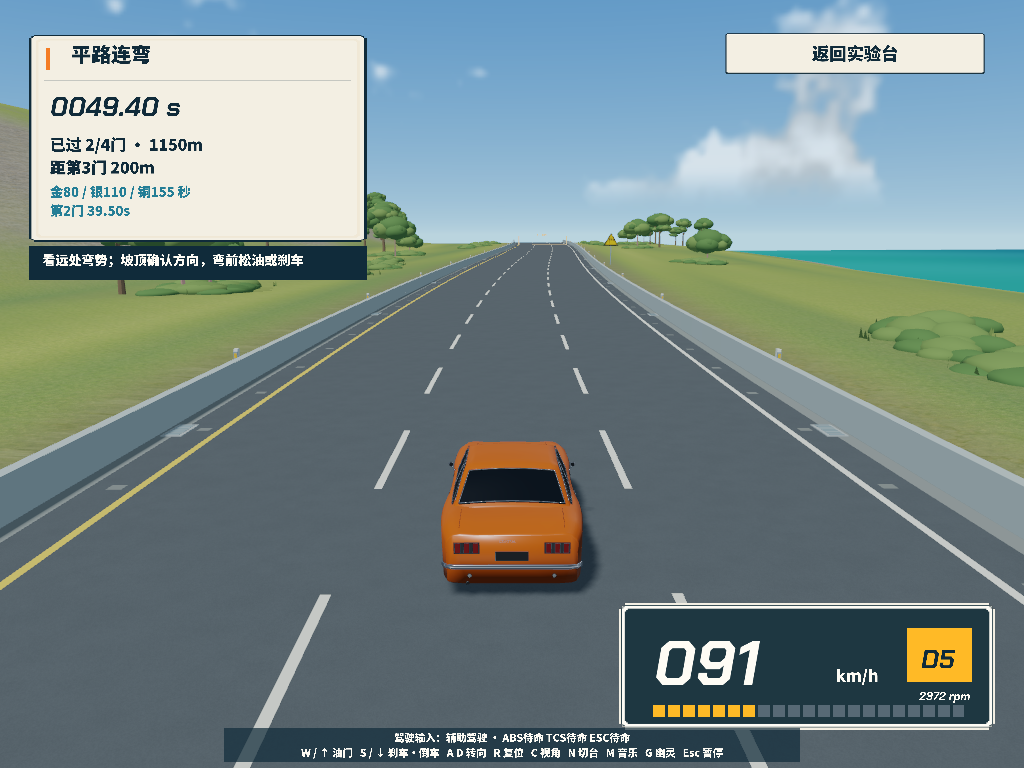 平路连弯
0049.40 s
已过 2/4门 · 1150m
距第3门 200m
金80 / 银110 / 铜155 秒
第2门 39.50s
看远处弯势；坡顶确认方向，弯前松油或刹车
返回实验台
091 km/h D5
2972 rpm
驾驶输入：辅助驾驶 · ABS待命 TCS待命 ESC待命
W / ↑ 油门 S / ↓ 刹车·倒车 A D 转向 R 复位 C 视角 N 切台 M 音乐 G 幽灵 Esc 暂停